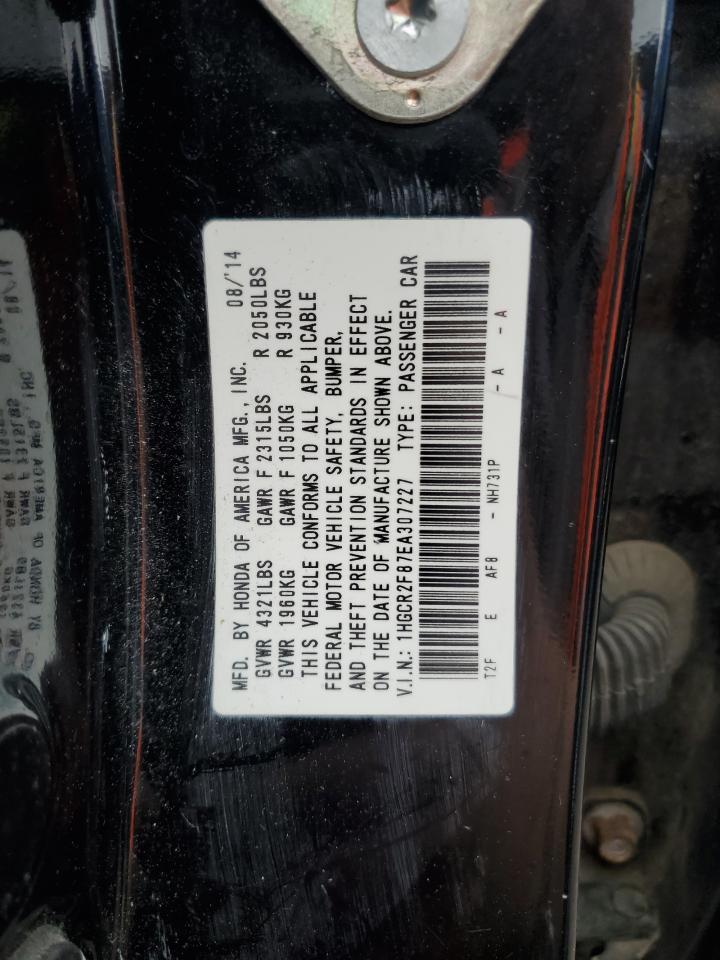 MFD. BY HONDA OF AMERICA MFG., INC. 08/'14
GVWR 4321LBS GAWR F 2315LBS R 2050LBS
GVWR 1960KG GAWR F 1050KG R 930KG
THIS VEHICLE CONFORMS TO ALL APPLICABLE
FEDERAL MOTOR VEHICLE SAFETY, BUMPER,
AND THEFT PREVENTION STANDARDS IN EFFECT
ON THE DATE OF MANUFACTURE SHOWN ABOVE.
V.I.N.: 1HGCR2F87EA307227 TYPE: PASSENGER CAR
T2F E AF8 - NH731P - A - A